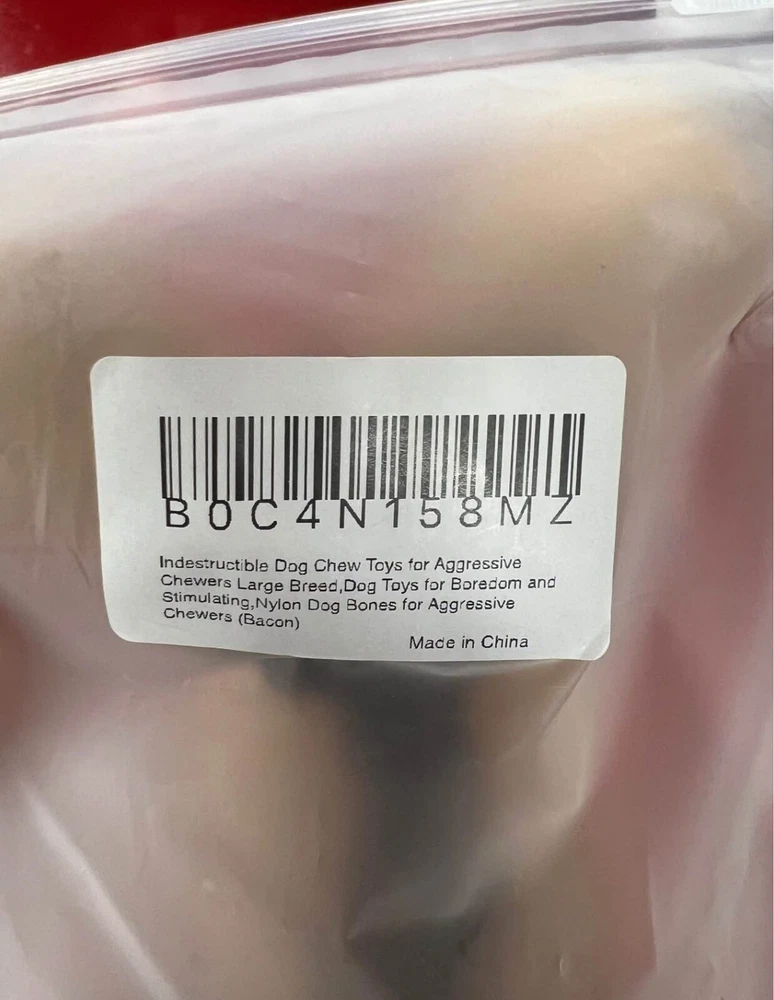 B0C4N158MZ
Indestructible Dog Chew Toys for Aggressive
Chewers Large Breed,Dog Toys for Boredom and
Stimulating,Nylon Dog Bones for Aggressive
Chewers (Bacon)
Made in China